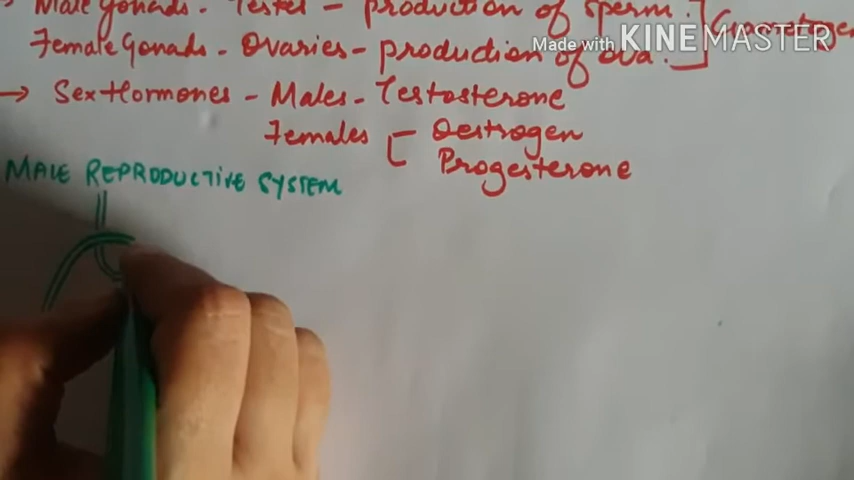 Male Gonads - Testes - production of sperm.
Female Gonads - Ovaries - production of ova.
Made with KINEMASTER
→ Sex Hormones - Males - Testosterone
Females [ Oestrogen
Progesterone
MALE REPRODUCTIVE SYSTEM